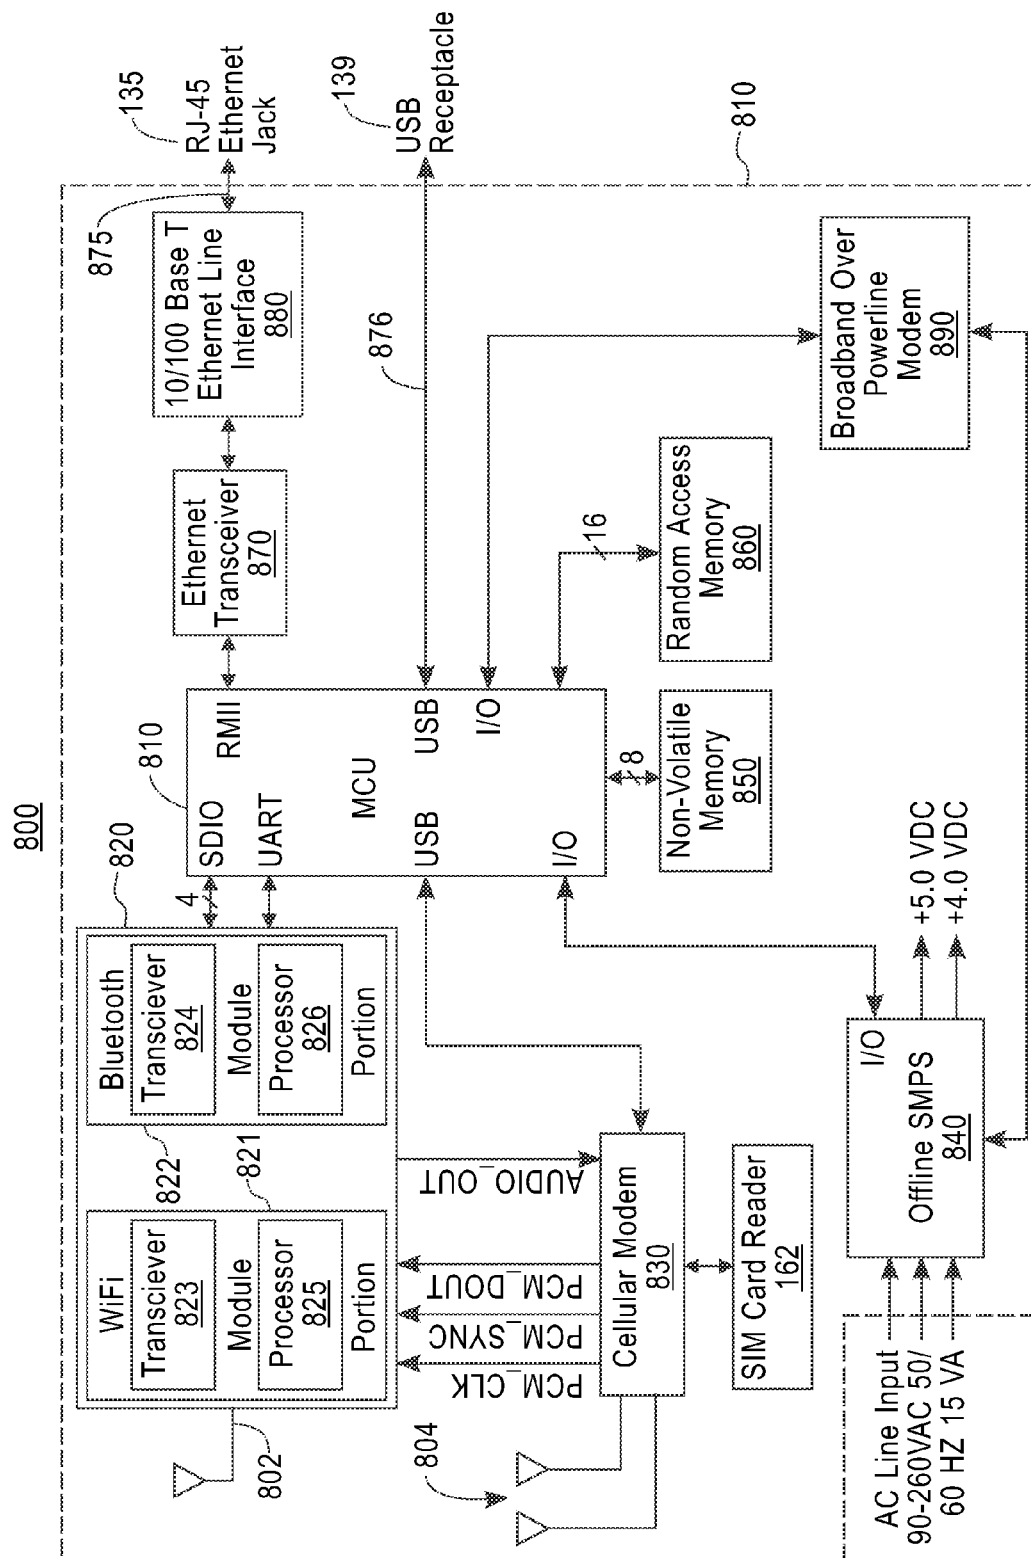 800
820
WiFi
Transciever
823
Module
Processor
825
Portion
821
822
Bluetooth
Transciever
824
Module
Processor
826
Portion
802
804
4
810
SDIO
UART
RMII
MCU
USB
USB
I/O
I/O
Ethernet
Transceiver
870
10/100 Base T
Ethernet Line
Interface
880
875
RJ-45
Ethernet
Jack
135
876
USB
Receptacle
139
810
PCM_CLK
PCM_SYNC
PCM_DOUT
AUDIO_OUT
Cellular Modem
830
SIM Card Reader
162
8
Non-Volatile
Memory
850
16
Random Access
Memory
860
Broadband Over
Powerline
Modem
890
AC Line Input
90-260VAC 50/
60 HZ 15 VA
I/O
Offline SMPS
840
+5.0 VDC
+4.0 VDC